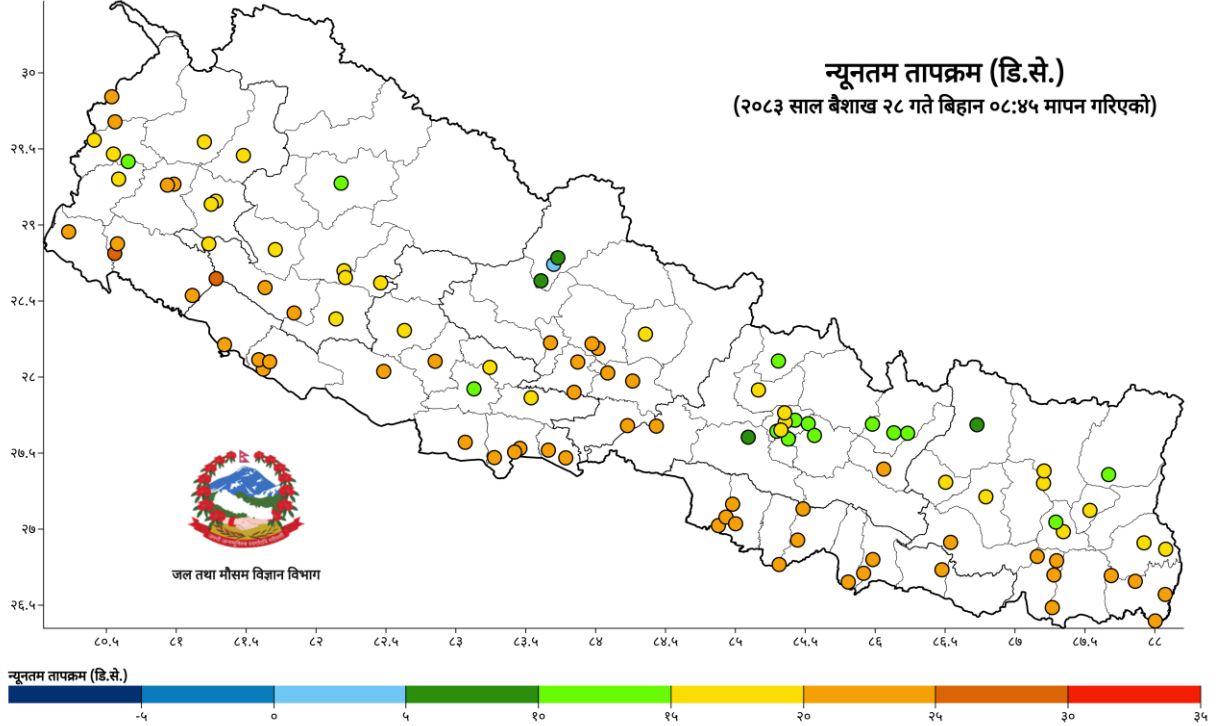 न्यूनतम तापक्रम (डि.से.)
(२०८३ साल बैशाख २८ गते बिहान ०८:४५ मापन गरिएको)
३०
२९.५
२९
२८.५
२८
२७.५
२७
२६.५
जल तथा मौसम विज्ञान विभाग
८०.५ ८१ ८१.५ ८२ ८२.५ ८३ ८३.५ ८४ ८४.५ ८५ ८५.५ ८६ ८६.५ ८७ ८७.५ ८८
न्यूनतम तापक्रम (डि.से.)
-५ ० ५ १० १५ २० २५ ३० ३५